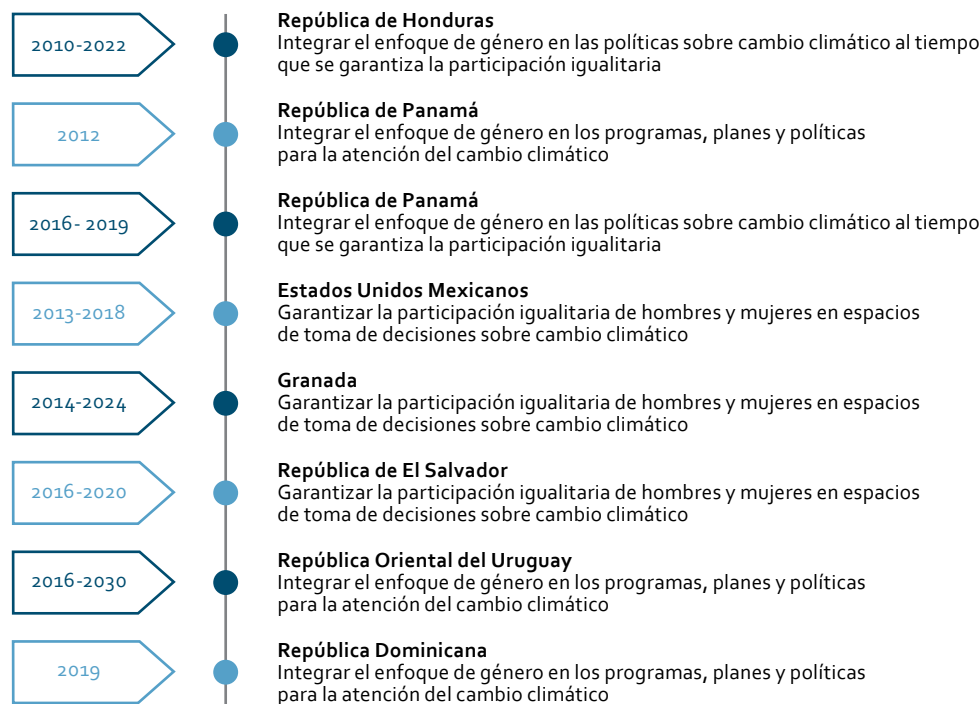 2010-2022
República de Honduras
Integrar el enfoque de género en las políticas sobre cambio climático al tiempo
que se garantiza la participación igualitaria
2012
República de Panamá
Integrar el enfoque de género en los programas, planes y políticas
para la atención del cambio climático
2016- 2019
República de Panamá
Integrar el enfoque de género en las políticas sobre cambio climático al tiempo
que se garantiza la participación igualitaria
2013-2018
Estados Unidos Mexicanos
Garantizar la participación igualitaria de hombres y mujeres en espacios
de toma de decisiones sobre cambio climático
2014-2024
Granada
Garantizar la participación igualitaria de hombres y mujeres en espacios
de toma de decisiones sobre cambio climático
2016-2020
República de El Salvador
Garantizar la participación igualitaria de hombres y mujeres en espacios
de toma de decisiones sobre cambio climático
2016-2030
República Oriental del Uruguay
Integrar el enfoque de género en los programas, planes y políticas
para la atención del cambio climático
2019
República Dominicana
Integrar el enfoque de género en los programas, planes y políticas
para la atención del cambio climático